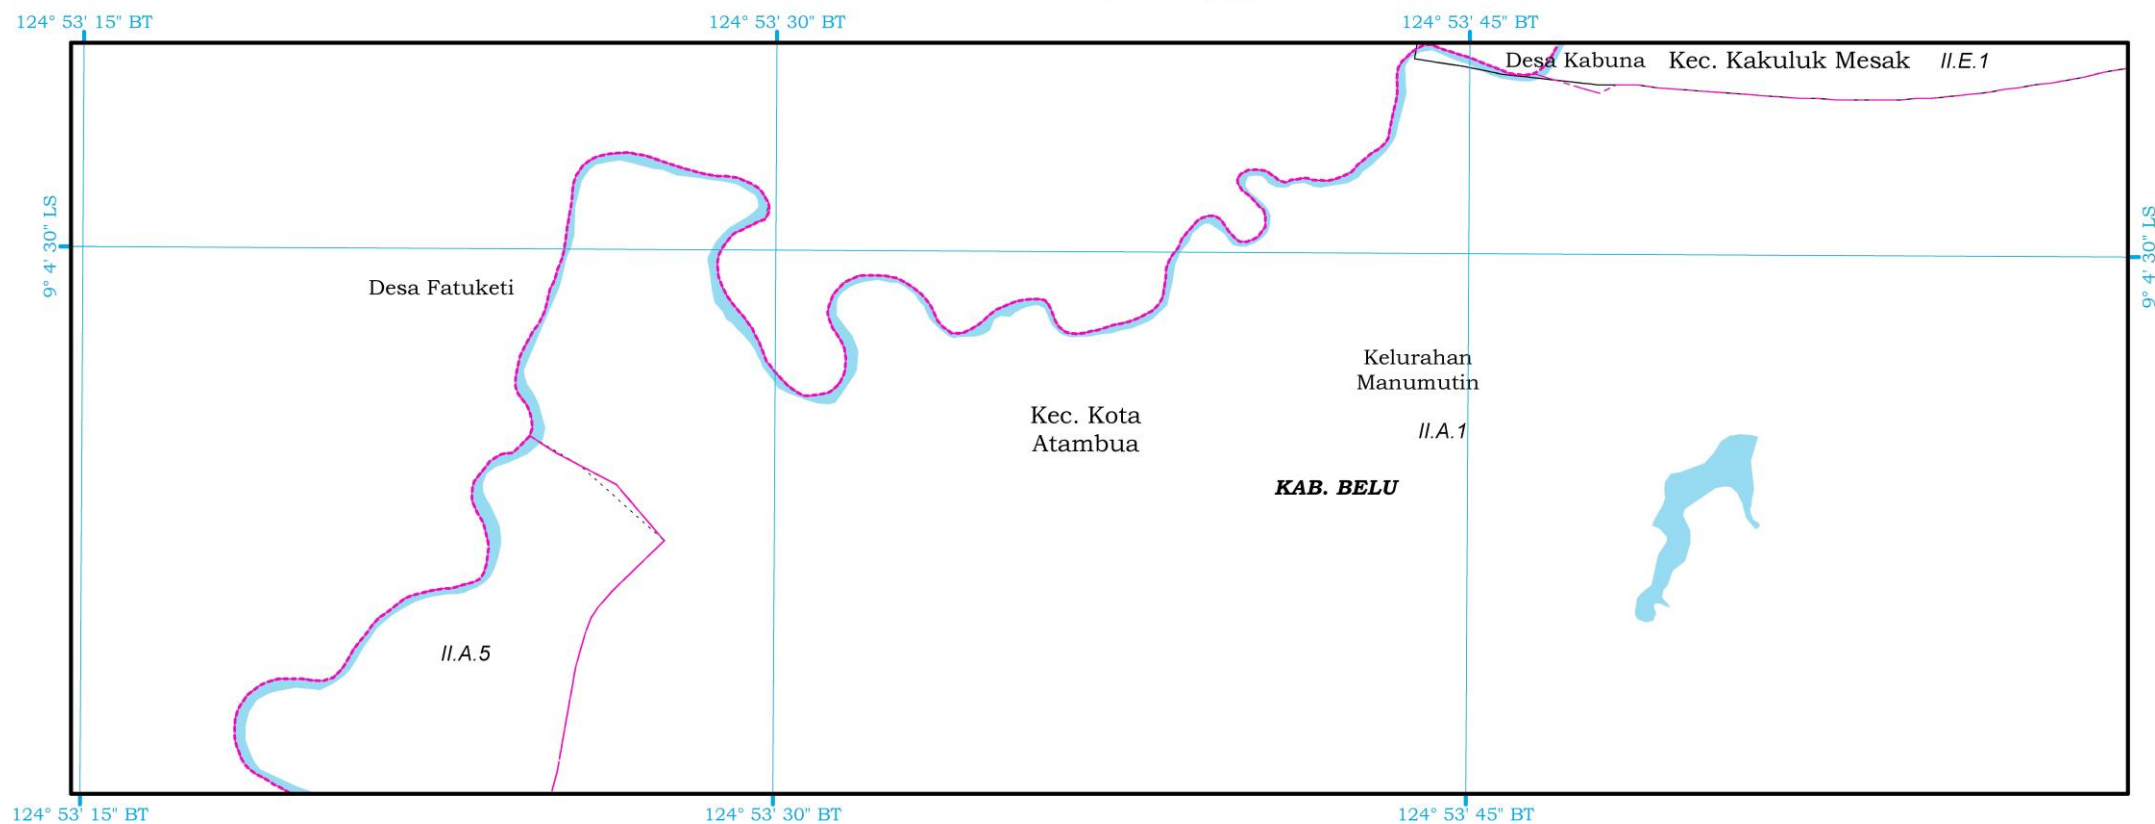 124° 53' 15" BT
124° 53' 30" BT
124° 53' 45" BT
Desa Kabuna
Kec. Kakuluk Mesak
II.E.1
9° 4' 30" LS
9° 4' 30" LS
Desa Fatuketi
Kelurahan
Manumutin
Kec. Kota
Atambua
II.A.1
KAB. BELU
II.A.5
124° 53' 15" BT
124° 53' 30" BT
124° 53' 45" BT